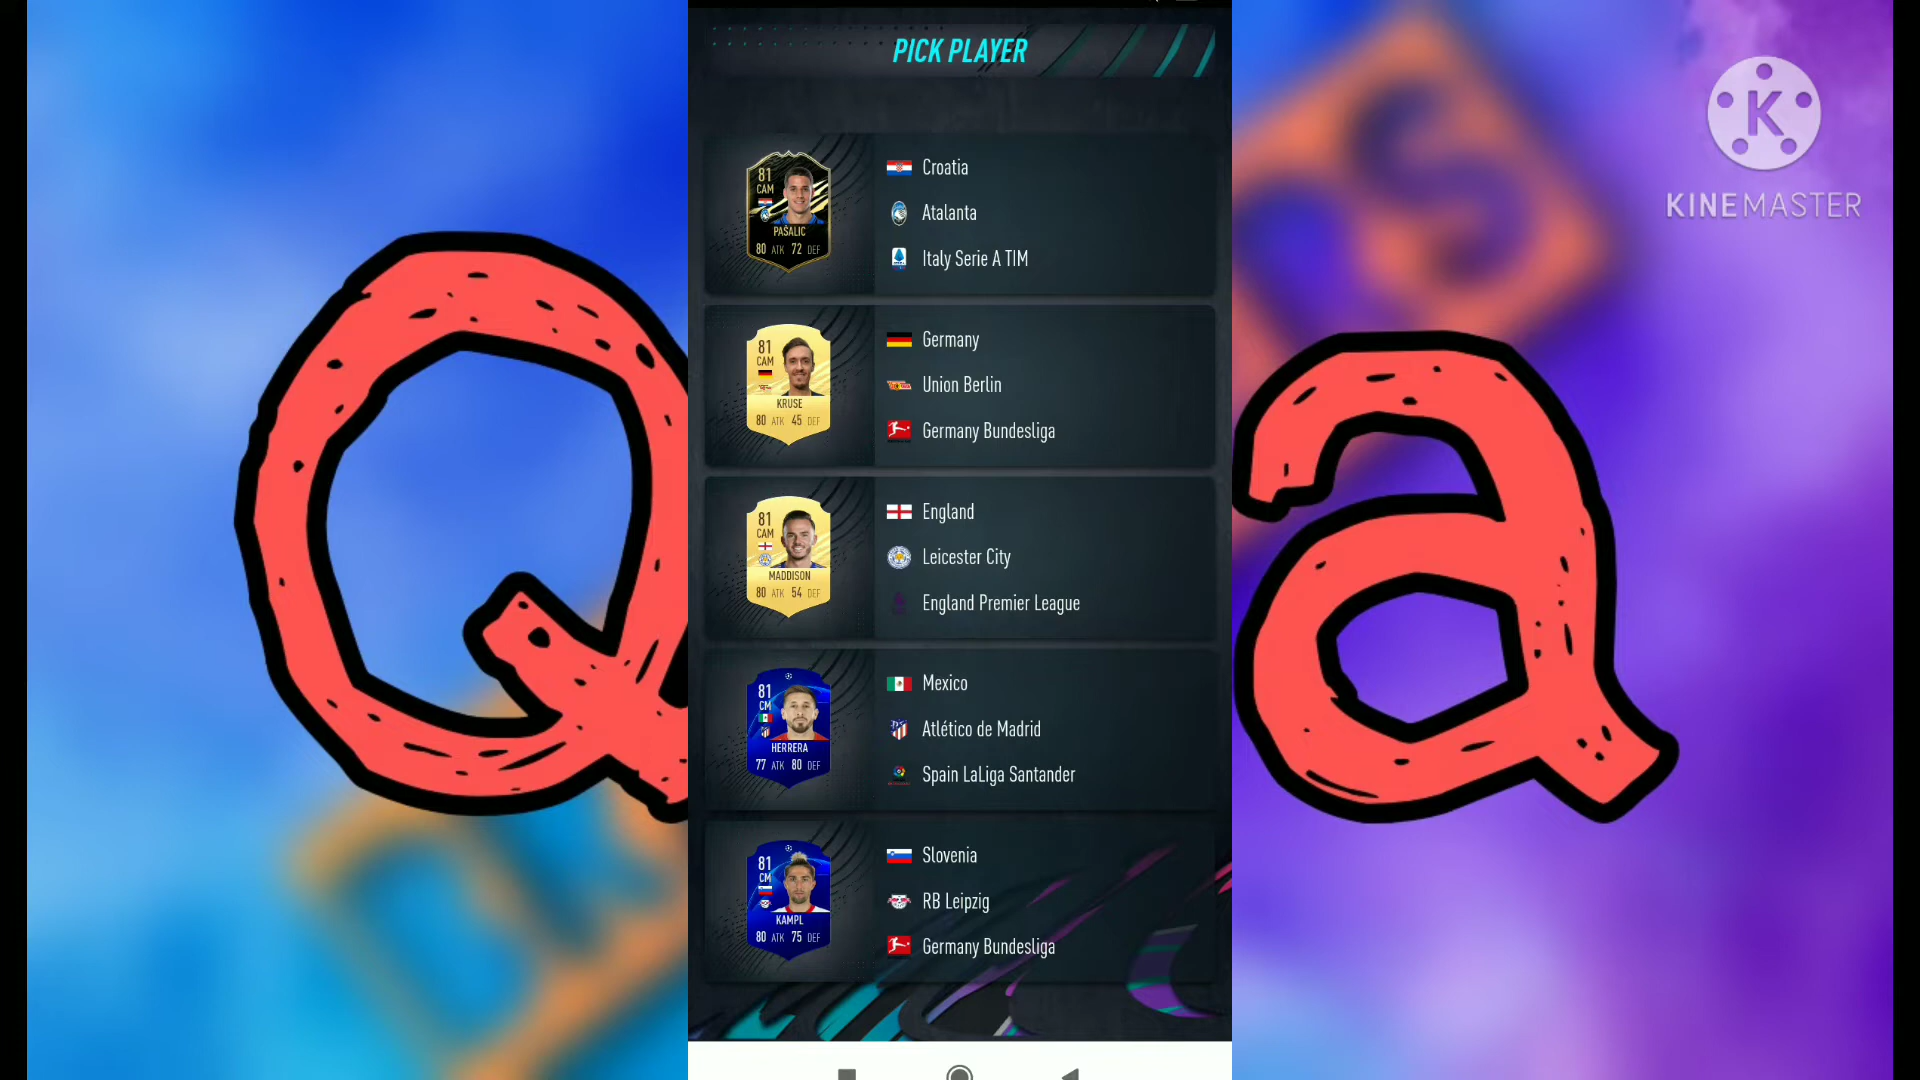 PICK PLAYER
81
CAM
PAŠALIC
80 ATK 72 DEF
Croatia
Atalanta
Italy Serie A TIM
81
CAM
KRUSE
80 ATK 45 DEF
Germany
Union Berlin
Germany Bundesliga
81
CAM
MADDISON
80 ATK 54 DEF
England
Leicester City
England Premier League
81
CM
HERRERA
77 ATK 80 DEF
Mexico
Atlético de Madrid
Spain LaLiga Santander
81
CM
KAMPL
80 ATK 75 DEF
Slovenia
RB Leipzig
Germany Bundesliga
Q
a
K
KINEMASTER